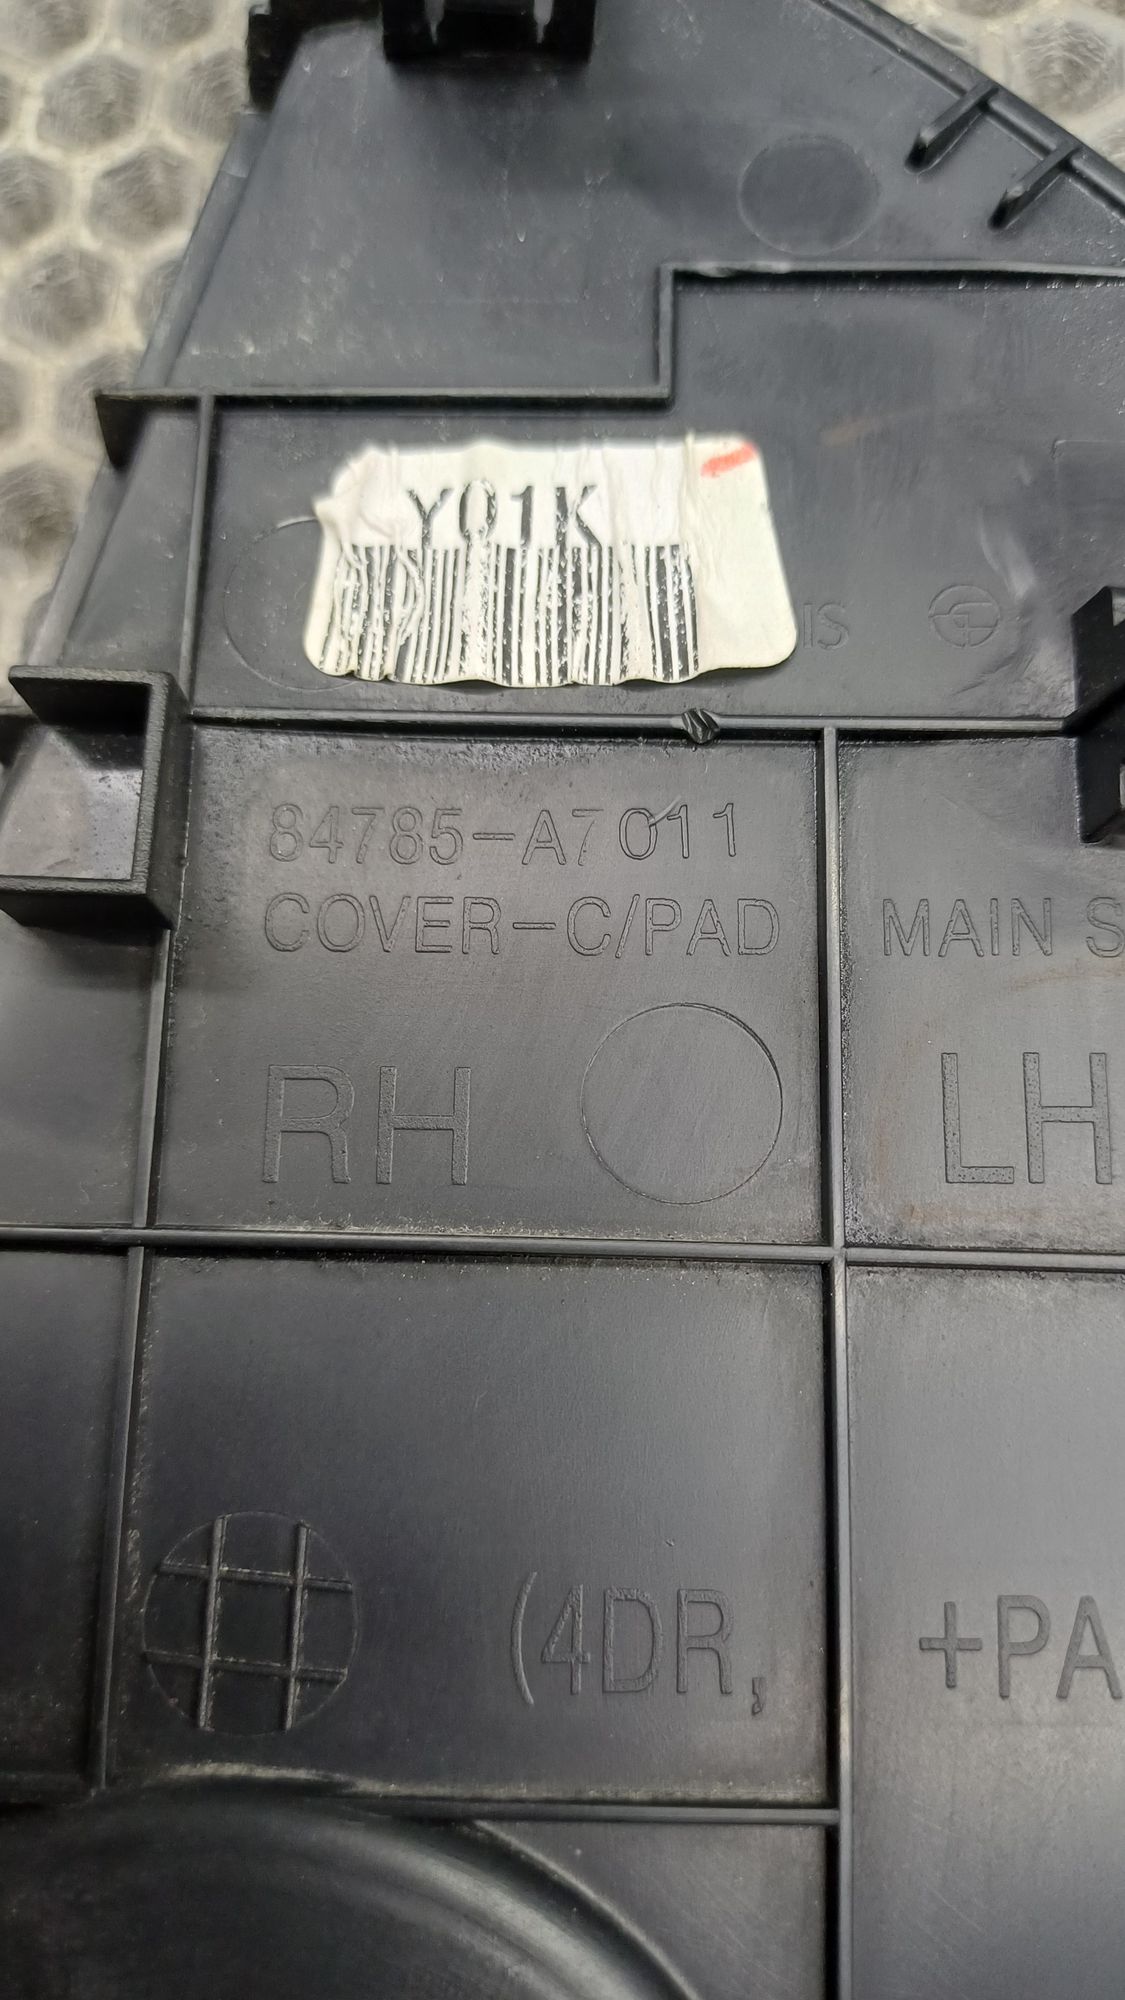 Y01K
IS
84785-A7011
COVER-C/PAD MAIN S
RH LH
(4DR, +PA